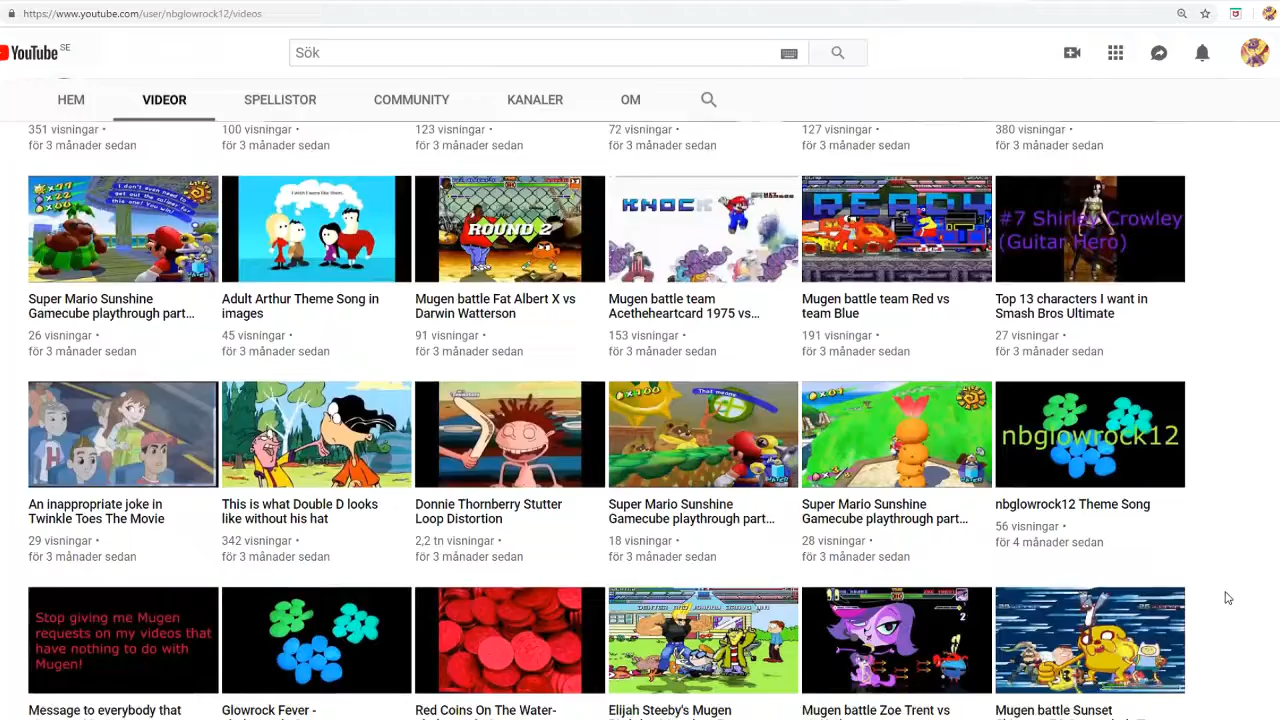 https://www.youtube.com/user/nbglowrock12/videos
YouTube SE
Sök
HEM VIDEOR SPELLISTOR COMMUNITY KANALER OM
351 visningar • 100 visningar • 123 visningar • 72 visningar • 127 visningar • 380 visningar •
för 3 månader sedan för 3 månader sedan för 3 månader sedan för 3 månader sedan för 3 månader sedan för 3 månader sedan
I don't even need to get out the calculator for this one! You win!
ROUND 2
KNOCK
READY
#7 Shirley Crowley
(Guitar Hero)
Super Mario Sunshine
Gamecube playthrough part...
26 visningar •
för 3 månader sedan
Adult Arthur Theme Song in
images
45 visningar •
för 3 månader sedan
Mugen battle Fat Albert X vs
Darwin Watterson
91 visningar •
för 3 månader sedan
Mugen battle team
Acetheheartcard 1975 vs...
153 visningar •
för 3 månader sedan
Mugen battle team Red vs
team Blue
191 visningar •
för 3 månader sedan
Top 13 characters I want in
Smash Bros Ultimate
27 visningar •
för 3 månader sedan
That means
nbglowrock12
An inappropriate joke in
Twinkle Toes The Movie
29 visningar •
för 3 månader sedan
This is what Double D looks
like without his hat
342 visningar •
för 3 månader sedan
Donnie Thornberry Stutter
Loop Distortion
2,2 tn visningar •
för 3 månader sedan
Super Mario Sunshine
Gamecube playthrough part...
18 visningar •
för 3 månader sedan
Super Mario Sunshine
Gamecube playthrough part...
28 visningar •
för 3 månader sedan
nbglowrock12 Theme Song
56 visningar •
för 4 månader sedan
Stop giving me Mugen
requests on my videos that
have nothing to do with
Mugen!
Message to everybody that
Glowrock Fever -
Red Coins On The Water-
Elijah Steeby's Mugen
Mugen battle Zoe Trent vs
Mugen battle Sunset